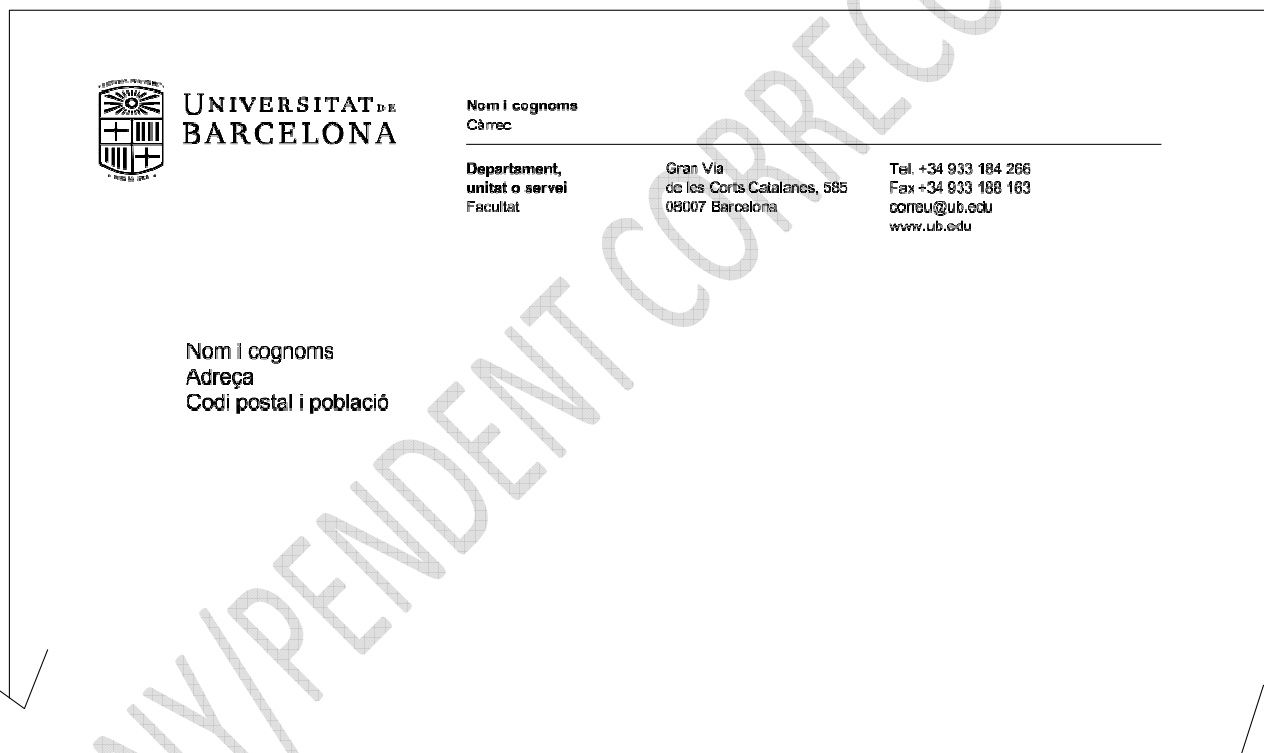 UNIVERSITAT DE
BARCELONA
Nom i cognoms
Càrrec
Departament,
unitat o servei
Facultat
Gran Via
de les Corts Catalanes, 585
08007 Barcelona
Tel. +34 933 184 266
Fax +34 933 188 163
correu@ub.edu
www.ub.edu
Nom i cognoms
Adreça
Codi postal i població
NY/PENDENT CORREC